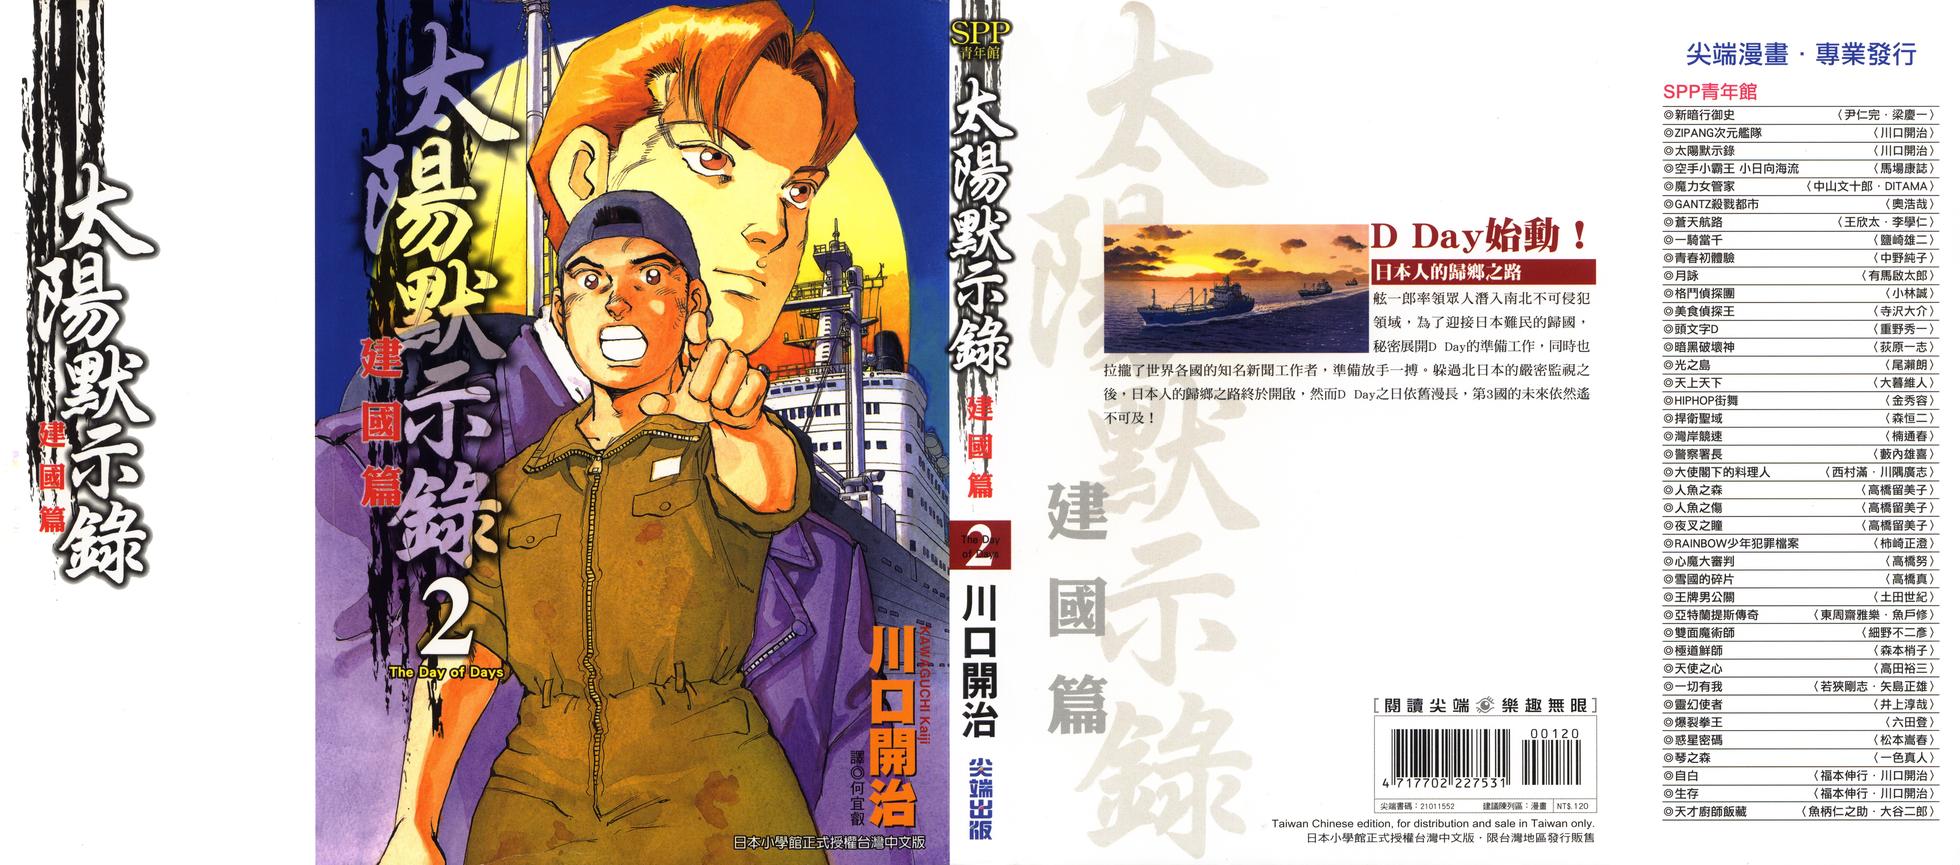 太陽默示錄
建國篇
太陽默示錄
建國篇
2
The Day of Days
川口開治
KAWAGUCHI Kaiji
譯◎何宜叡
日本小學館正式授權台灣中文版
SPP
青年館
太陽默示錄
建國篇
2
The Day
of Days
川口開治
尖端出版
太陽默示錄
建國篇
D Day始動！
日本人的歸鄉之路
舷一郎率領眾人潛入南北不可侵犯
領域，為了迎接日本難民的歸國，
秘密展開D Day的準備工作，同時也
拉攏了世界各國的知名新聞工作者，準備放手一搏。躲過北日本的嚴密監視之
後，日本人的歸鄉之路終於開啟，然而D Day之日依舊漫長，第3國的未來依然遙
不可及！
［閱讀尖端 樂趣無限］
00120
4 717702 227531
尖端書碼：21011552 建議陳列區：漫畫 NT$.120
Taiwan Chinese edition, for distribution and sale in Taiwan only.
日本小學館正式授權台灣中文版．限台灣地區發行販售
尖端漫畫．專業發行
SPP青年館
◎新暗行御史〈尹仁完．梁慶一〉
◎ZIPANG次元艦隊〈川口開治〉
◎太陽默示錄〈川口開治〉
◎空手小霸王 小日向海流〈馬場康誌〉
◎魔力女管家〈中山文十郎．DITAMA〉
◎GANTZ殺戮都市〈奧浩哉〉
◎蒼天航路〈王欣太．李學仁〉
◎一騎當千〈鹽崎雄二〉
◎青春初體驗〈中野純子〉
◎月詠〈有馬啟太郎〉
◎格鬥偵探團〈小林誠〉
◎美食偵探王〈寺沢大介〉
◎頭文字D〈重野秀一〉
◎暗黑破壞神〈荻原一志〉
◎光之島〈尾瀨朗〉
◎天上天下〈大暮維人〉
◎HIPHOP街舞〈金秀容〉
◎捍衛聖域〈森恒二〉
◎灣岸競速〈楠通春〉
◎警察署長〈藪內雄喜〉
◎大使閣下的料理人〈西村滿．川隅廣志〉
◎人魚之森〈高橋留美子〉
◎人魚之傷〈高橋留美子〉
◎夜叉之瞳〈高橋留美子〉
◎RAINBOW少年犯罪檔案〈柿崎正澄〉
◎心魔大審判〈高橋努〉
◎雪國的碎片〈高橋真〉
◎王牌男公關〈土田世紀〉
◎亞特蘭提斯傳奇〈東周齋雅樂．魚戶修〉
◎雙面魔術師〈細野不二彥〉
◎極道鮮師〈森本梢子〉
◎天使之心〈高田裕三〉
◎一切有我〈若狹剛志．矢島正雄〉
◎靈幻使者〈井上淳哉〉
◎爆裂拳王〈六田登〉
◎惑星密碼〈松本嵩春〉
◎琴之森〈一色真人〉
◎自白〈福本伸行．川口開治〉
◎生存〈福本伸行．川口開治〉
◎天才廚師飯藏〈魚柄仁之助．大谷二郎〉